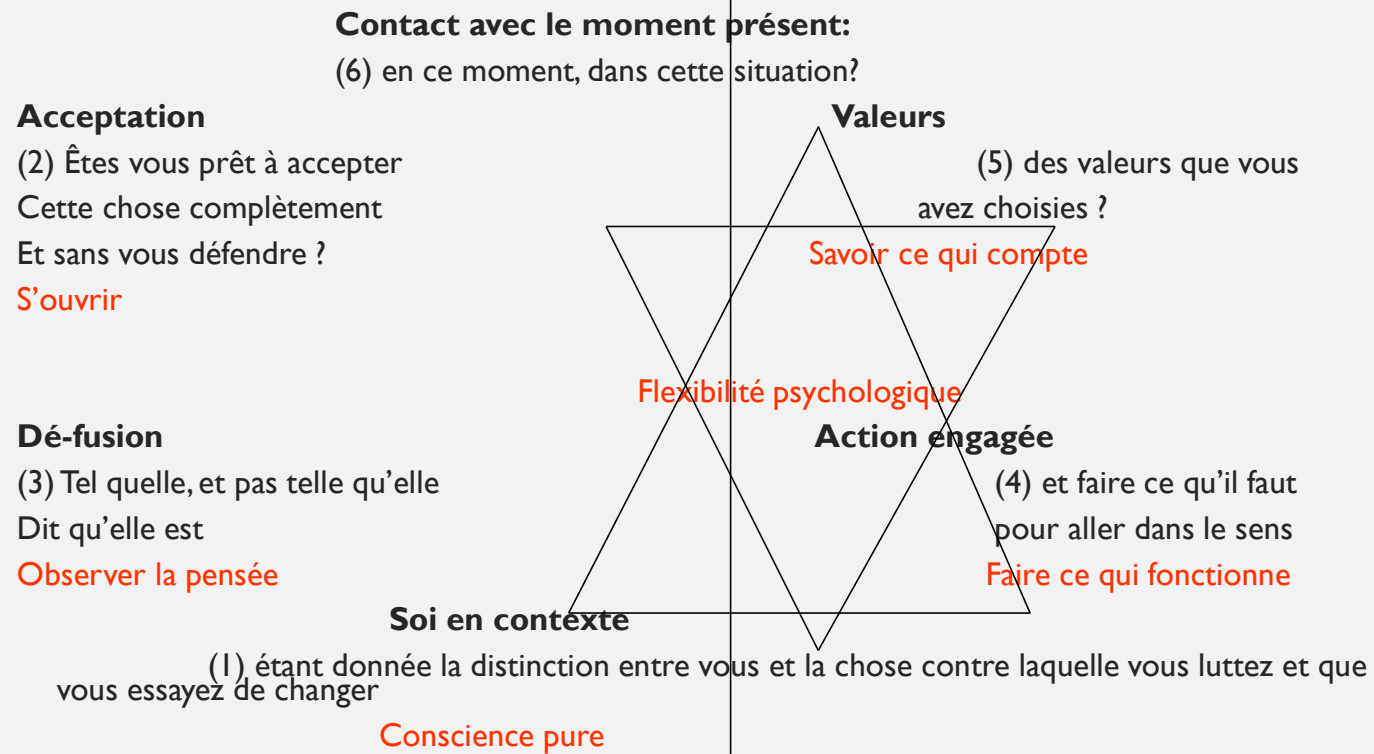 Contact avec le moment présent:
(6) en ce moment, dans cette situation?
Acceptation
(2) Êtes vous prêt à accepter
Cette chose complètement
Et sans vous défendre ?
S’ouvrir
Valeurs
(5) des valeurs que vous
avez choisies ?
Savoir ce qui compte
Flexibilité psychologique
Dé-fusion
(3) Tel quelle, et pas telle qu’elle
Dit qu’elle est
Observer la pensée
Action engagée
(4) et faire ce qu’il faut
pour aller dans le sens
Faire ce qui fonctionne
Soi en contexte
(1) étant donnée la distinction entre vous et la chose contre laquelle vous luttez et que
vous essayez de changer
Conscience pure